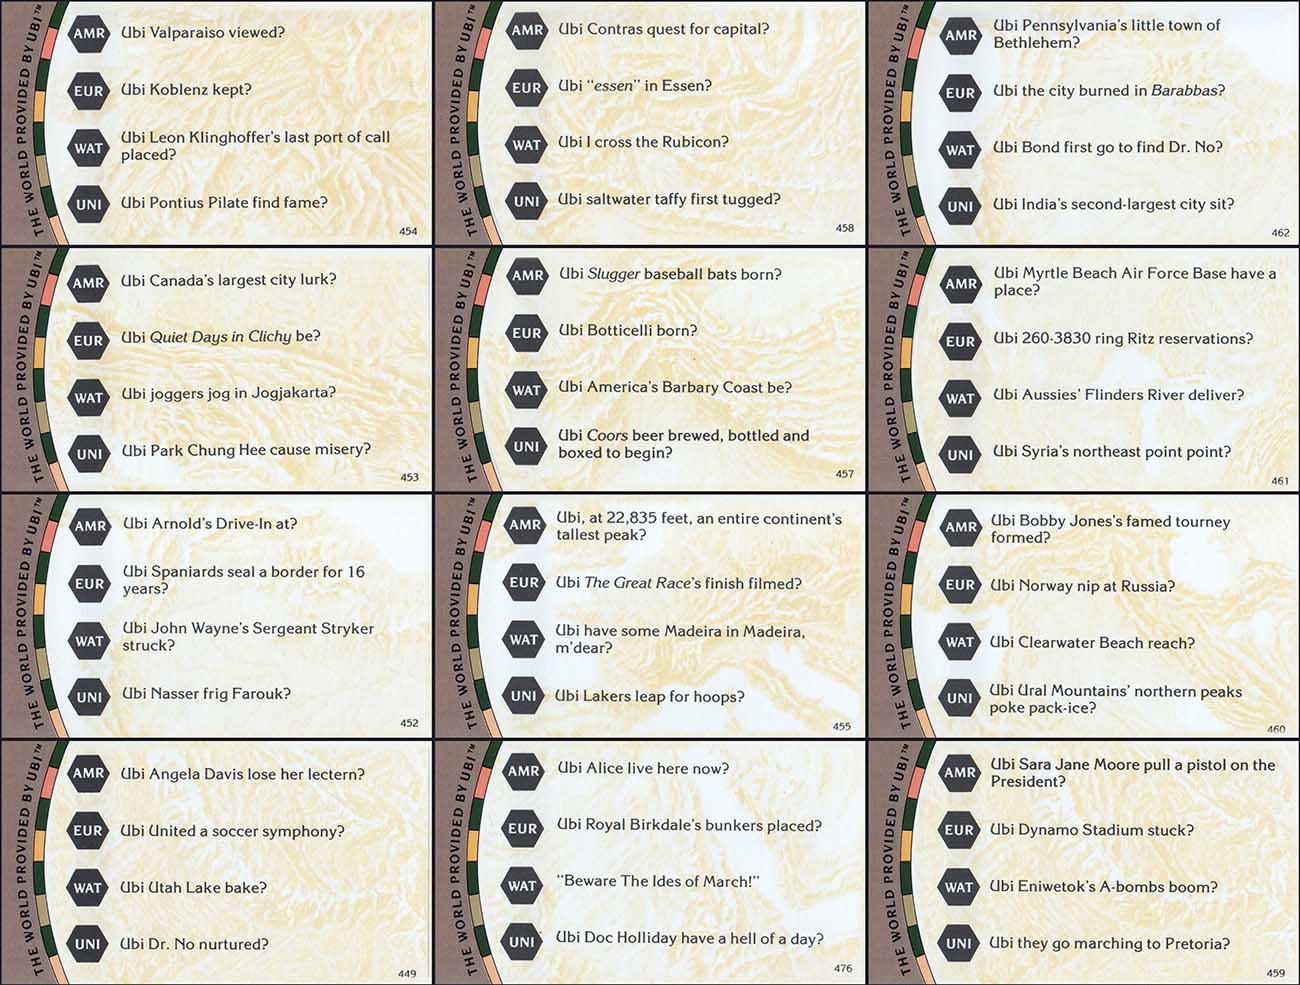 THE WORLD PROVIDED BY UBI™
AMR Ubi Valparaiso viewed?
EUR Ubi Koblenz kept?
WAT Ubi Leon Klinghoffer's last port of call
placed?
UNI Ubi Pontius Pilate find fame?
454
THE WORLD PROVIDED BY UBI™
AMR Ubi Contras quest for capital?
EUR Ubi "essen" in Essen?
WAT Ubi I cross the Rubicon?
UNI Ubi saltwater taffy first tugged?
458
THE WORLD PROVIDED BY UBI™
AMR Ubi Pennsylvania's little town of
Bethlehem?
EUR Ubi the city burned in Barabbas?
WAT Ubi Bond first go to find Dr. No?
UNI Ubi India's second-largest city sit?
462
THE WORLD PROVIDED BY UBI™
AMR Ubi Canada's largest city lurk?
EUR Ubi Quiet Days in Clichy be?
WAT Ubi joggers jog in Jogjakarta?
UNI Ubi Park Chung Hee cause misery?
453
THE WORLD PROVIDED BY UBI™
AMR Ubi Slugger baseball bats born?
EUR Ubi Botticelli born?
WAT Ubi America's Barbary Coast be?
UNI Ubi Coors beer brewed, bottled and
boxed to begin?
457
THE WORLD PROVIDED BY UBI™
AMR Ubi Myrtle Beach Air Force Base have a
place?
EUR Ubi 260-3830 ring Ritz reservations?
WAT Ubi Aussies' Flinders River deliver?
UNI Ubi Syria's northeast point point?
461
THE WORLD PROVIDED BY UBI™
AMR Ubi Arnold's Drive-In at?
EUR Ubi Spaniards seal a border for 16
years?
WAT Ubi John Wayne's Sergeant Stryker
struck?
UNI Ubi Nasser frig Farouk?
452
THE WORLD PROVIDED BY UBI™
AMR Ubi, at 22,835 feet, an entire continent's
tallest peak?
EUR Ubi The Great Race's finish filmed?
WAT Ubi have some Madeira in Madeira,
m'dear?
UNI Ubi Lakers leap for hoops?
455
THE WORLD PROVIDED BY UBI™
AMR Ubi Bobby Jones's famed tourney
formed?
EUR Ubi Norway nip at Russia?
WAT Ubi Clearwater Beach reach?
UNI Ubi Ural Mountains' northern peaks
poke pack-ice?
460
THE WORLD PROVIDED BY UBI™
AMR Ubi Angela Davis lose her lectern?
EUR Ubi United a soccer symphony?
WAT Ubi Utah Lake bake?
UNI Ubi Dr. No nurtured?
449
THE WORLD PROVIDED BY UBI™
AMR Ubi Alice live here now?
EUR Ubi Royal Birkdale's bunkers placed?
WAT "Beware The Ides of March!"
UNI Ubi Doc Holliday have a hell of a day?
476
THE WORLD PROVIDED BY UBI™
AMR Ubi Sara Jane Moore pull a pistol on the
President?
EUR Ubi Dynamo Stadium stuck?
WAT Ubi Eniwetok's A-bombs boom?
UNI Ubi they go marching to Pretoria?
459